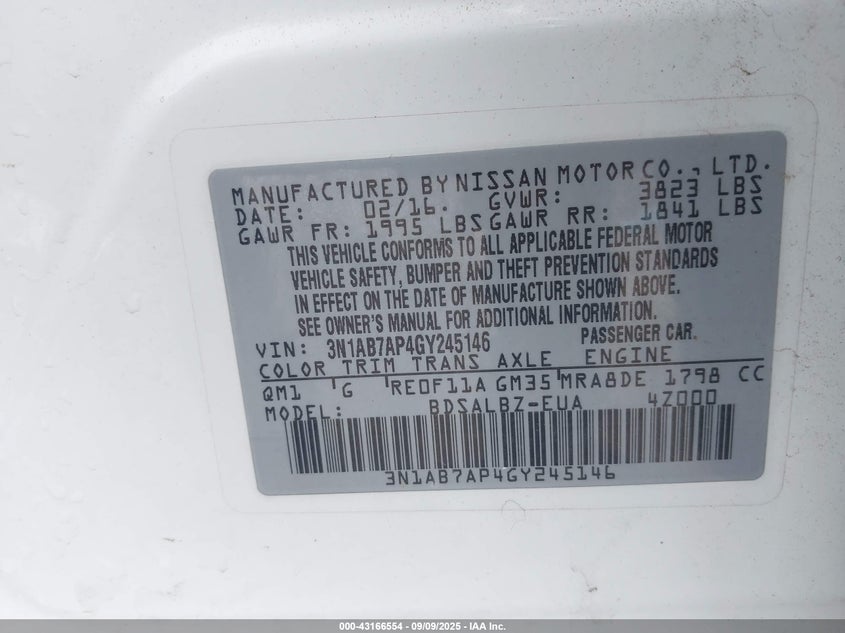 MANUFACTURED BY NISSAN MOTOR CO., LTD.
DATE: 02/16. GVWR: 3823 LBS
GAWR FR: 1995 LBS GAWR RR: 1841 LBS
THIS VEHICLE CONFORMS TO ALL APPLICABLE FEDERAL MOTOR
VEHICLE SAFETY, BUMPER AND THEFT PREVENTION STANDARDS
IN EFFECT ON THE DATE OF MANUFACTURE SHOWN ABOVE.
SEE OWNER'S MANUAL FOR ADDITIONAL INFORMATION.
VIN: 3N1AB7AP4GY245146 PASSENGER CAR.
COLOR TRIM TRANS AXLE ENGINE
QM1 G RE0F11A GM35 MRA8DE 1798 CC
MODEL: BDSALBZ-EUA 4Z000
3N1AB7AP4GY245146
000-43166554 - 09/09/2025 - IAA Inc.